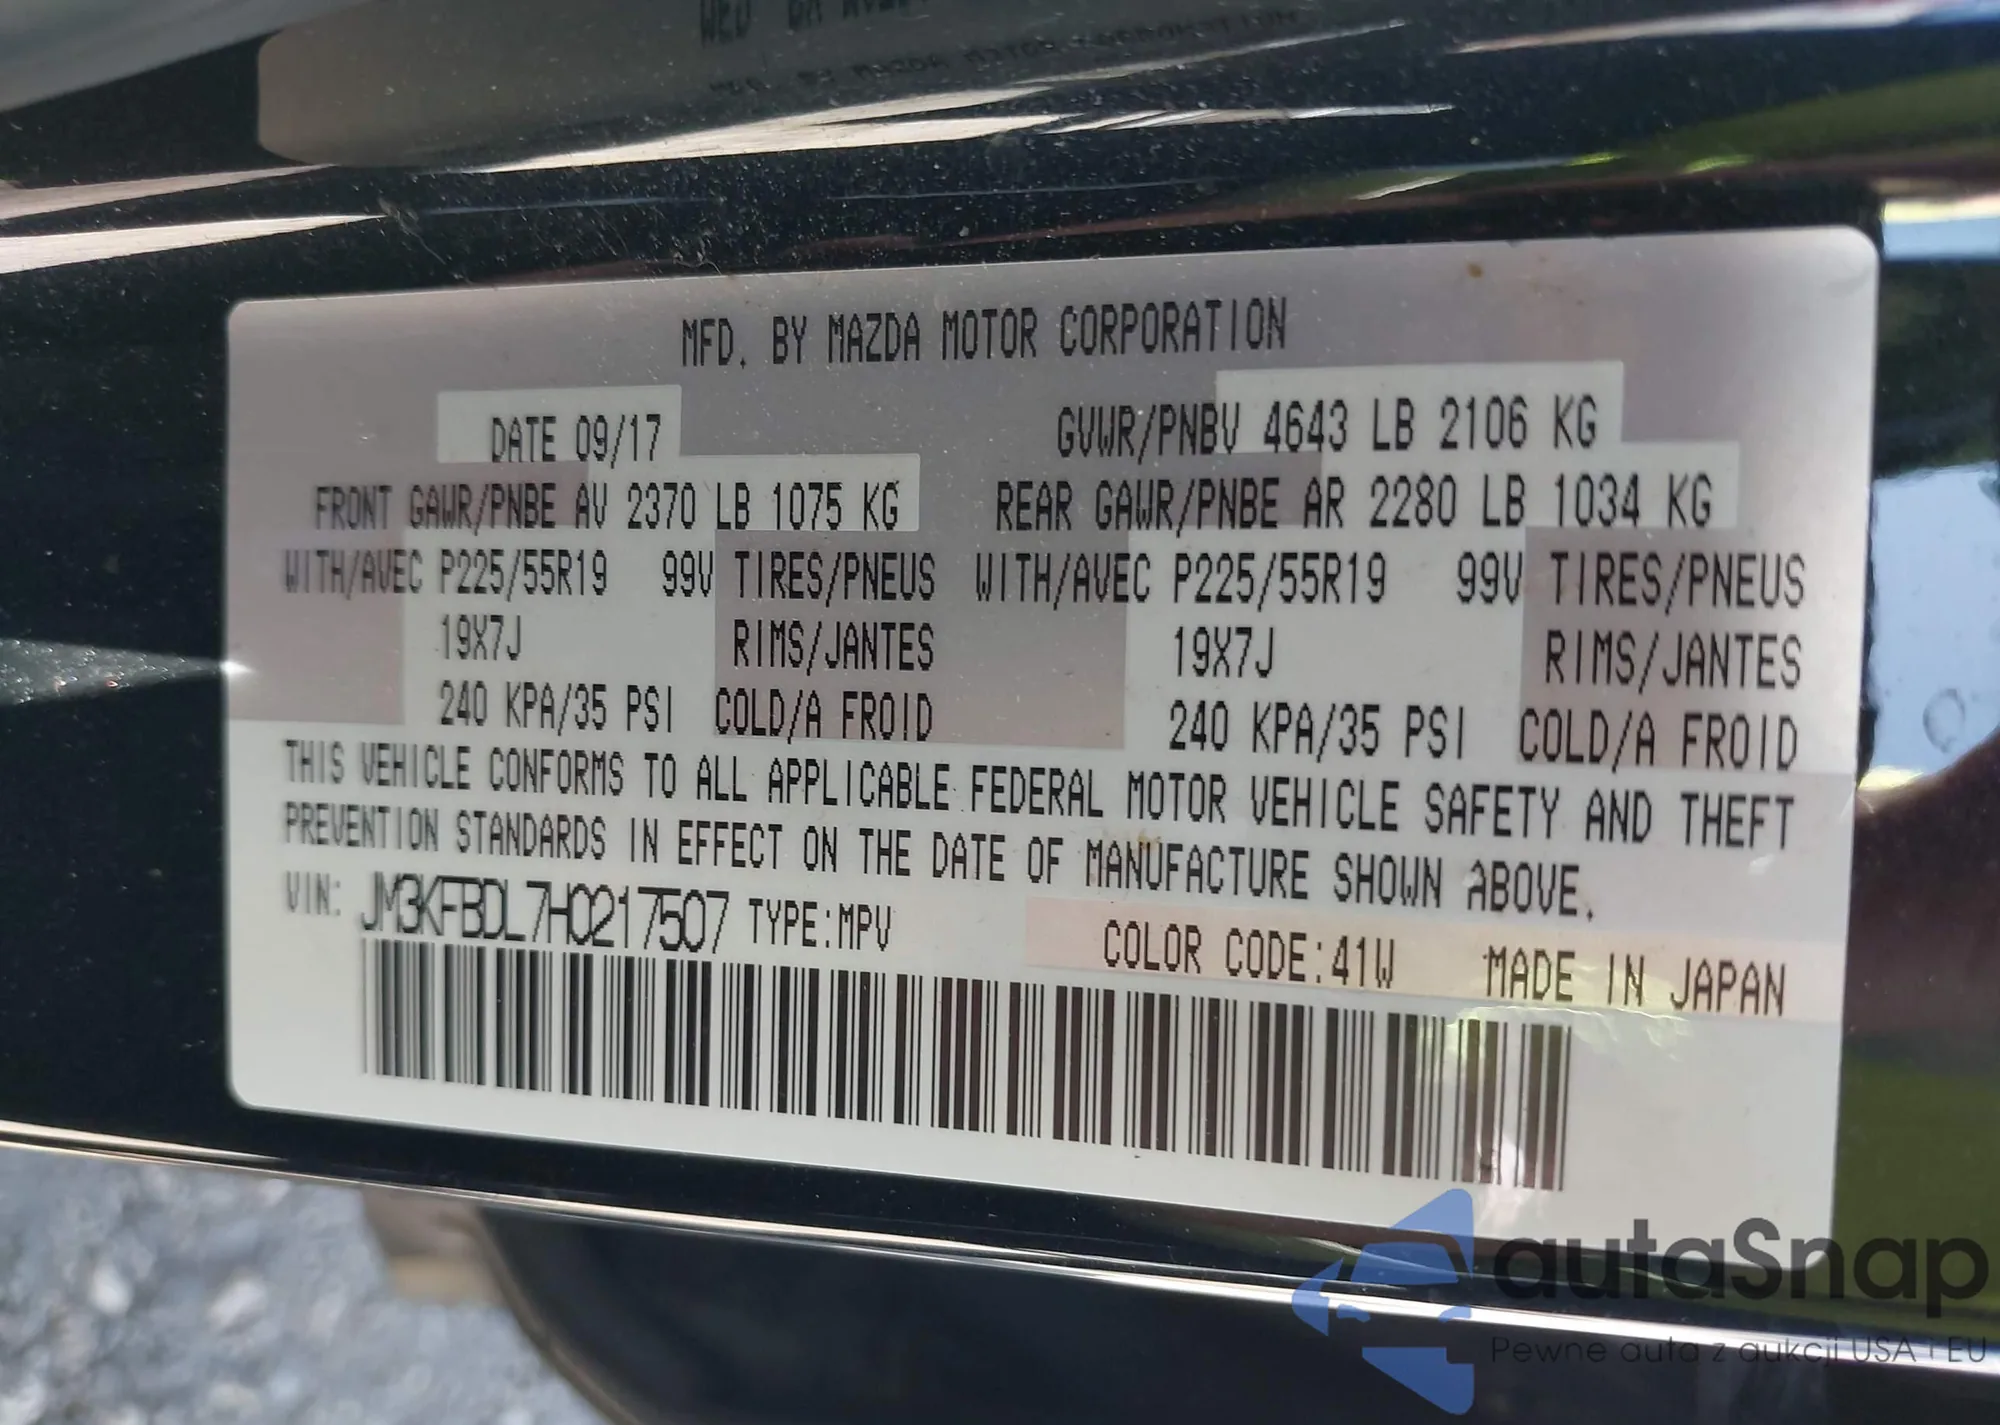 MFD. BY MAZDA MOTOR CORPORATION
DATE 09/17 GVWR/PNBV 4643 LB 2106 KG
FRONT GAWR/PNBE AV 2370 LB 1075 KG REAR GAWR/PNBE AR 2280 LB 1034 KG
WITH/AVEC P225/55R19 99V TIRES/PNEUS WITH/AVEC P225/55R19 99V TIRES/PNEUS
19X7J RIMS/JANTES 19X7J RIMS/JANTES
240 KPA/35 PSI COLD/A FROID 240 KPA/35 PSI COLD/A FROID
THIS VEHICLE CONFORMS TO ALL APPLICABLE FEDERAL MOTOR VEHICLE SAFETY AND THEFT
PREVENTION STANDARDS IN EFFECT ON THE DATE OF MANUFACTURE SHOWN ABOVE.
VIN: JM3KFBDL7H0217507 TYPE:MPV COLOR CODE:41W MADE IN JAPAN
autaSnap
Pewne auta z aukcji USA i EU